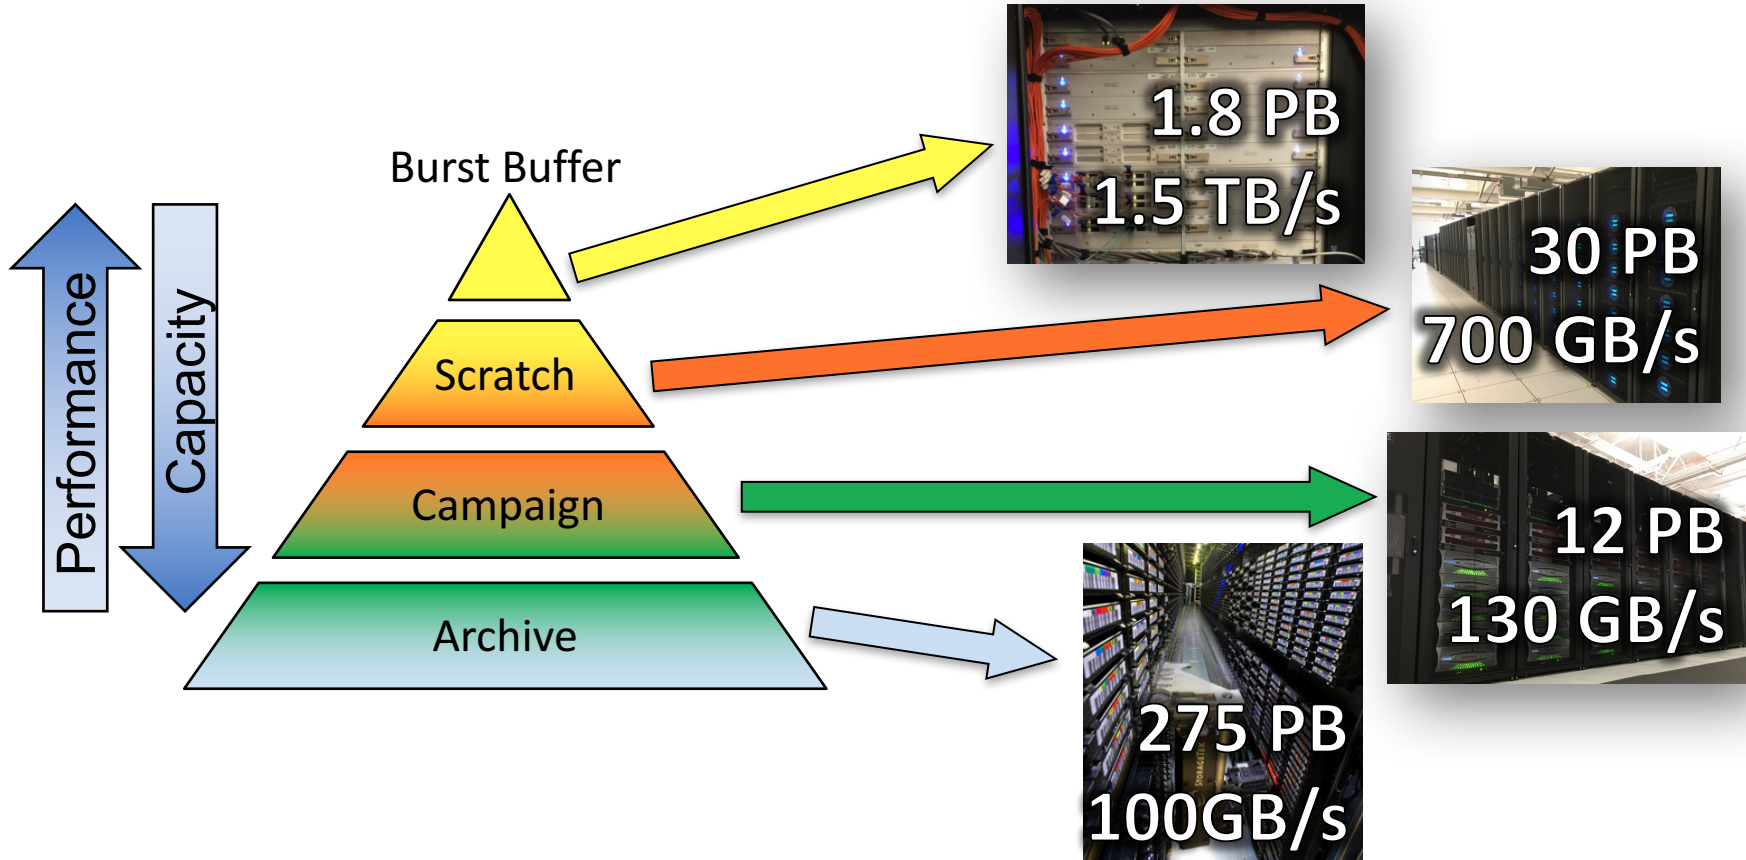 Burst Buffer
Performance
Capacity
Scratch
Campaign
Archive
1.8 PB
1.5 TB/s
30 PB
700 GB/s
12 PB
130 GB/s
275 PB
100GB/s
STORAGETEK